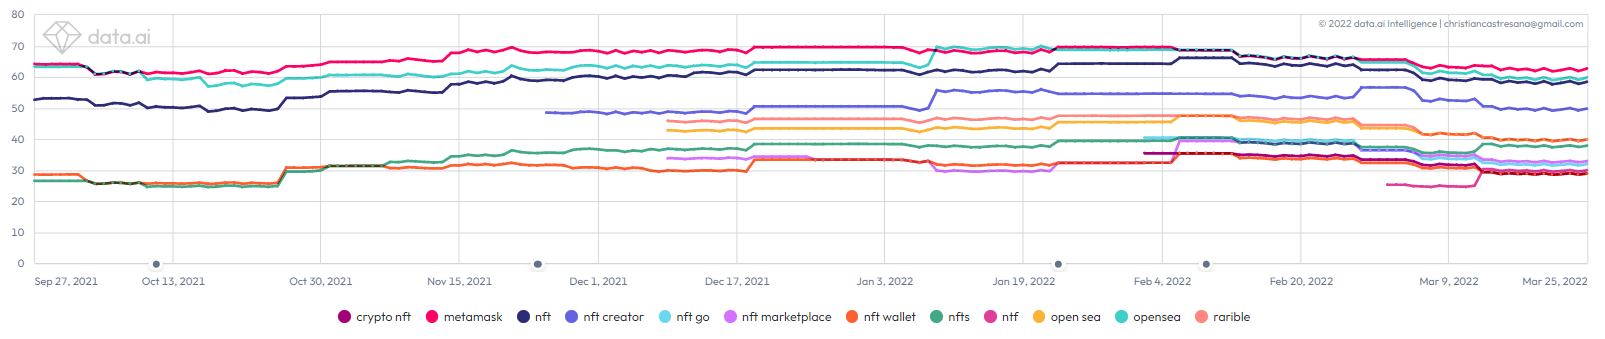 80
© 2022 data.ai Intelligence | christiancastresana@gmail.com
data.ai
70
60
50
40
30
20
10
0
Sep 27, 2021 Oct 13, 2021 Oct 30, 2021 Nov 15, 2021 Dec 1, 2021 Dec 17, 2021 Jan 3, 2022 Jan 19, 2022 Feb 4, 2022 Feb 20, 2022 Mar 9, 2022 Mar 25, 2022
crypto nft metamask nft nft creator nft go nft marketplace nft wallet nfts ntf open sea opensea rarible